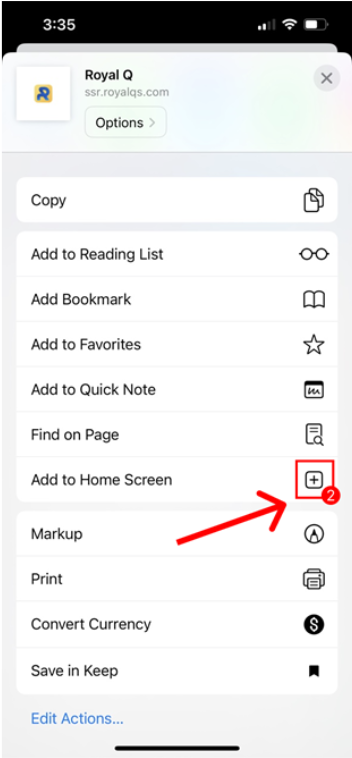 3:35
Royal Q
ssr.royalqs.com
Options >
Copy
Add to Reading List
Add Bookmark
Add to Favorites
Add to Quick Note
Find on Page
Add to Home Screen
2
Markup
Print
Convert Currency
Save in Keep
Edit Actions...